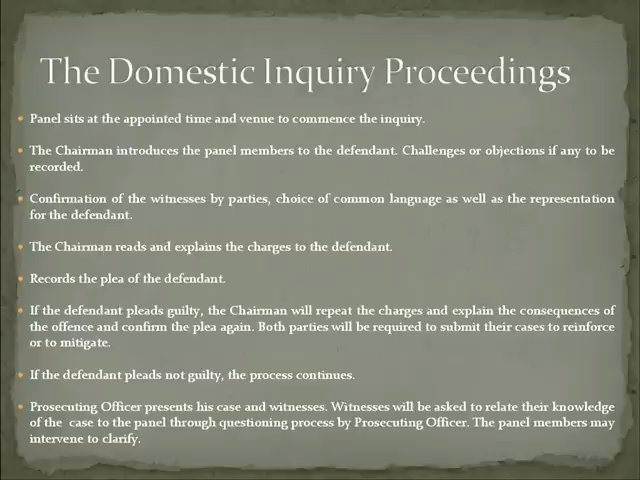 The Domestic Inquiry Proceedings
Panel sits at the appointed time and venue to commence the inquiry.
The Chairman introduces the panel members to the defendant. Challenges or objections if any to be
recorded.
Confirmation of the witnesses by parties, choice of common language as well as the representation
for the defendant.
The Chairman reads and explains the charges to the defendant.
Records the plea of the defendant.
If the defendant pleads guilty, the Chairman will repeat the charges and explain the consequences of
the offence and confirm the plea again. Both parties will be required to submit their cases to reinforce
or to mitigate.
If the defendant pleads not guilty, the process continues.
Prosecuting Officer presents his case and witnesses. Witnesses will be asked to relate their knowledge
of the case to the panel through questioning process by Prosecuting Officer. The panel members may
intervene to clarify.